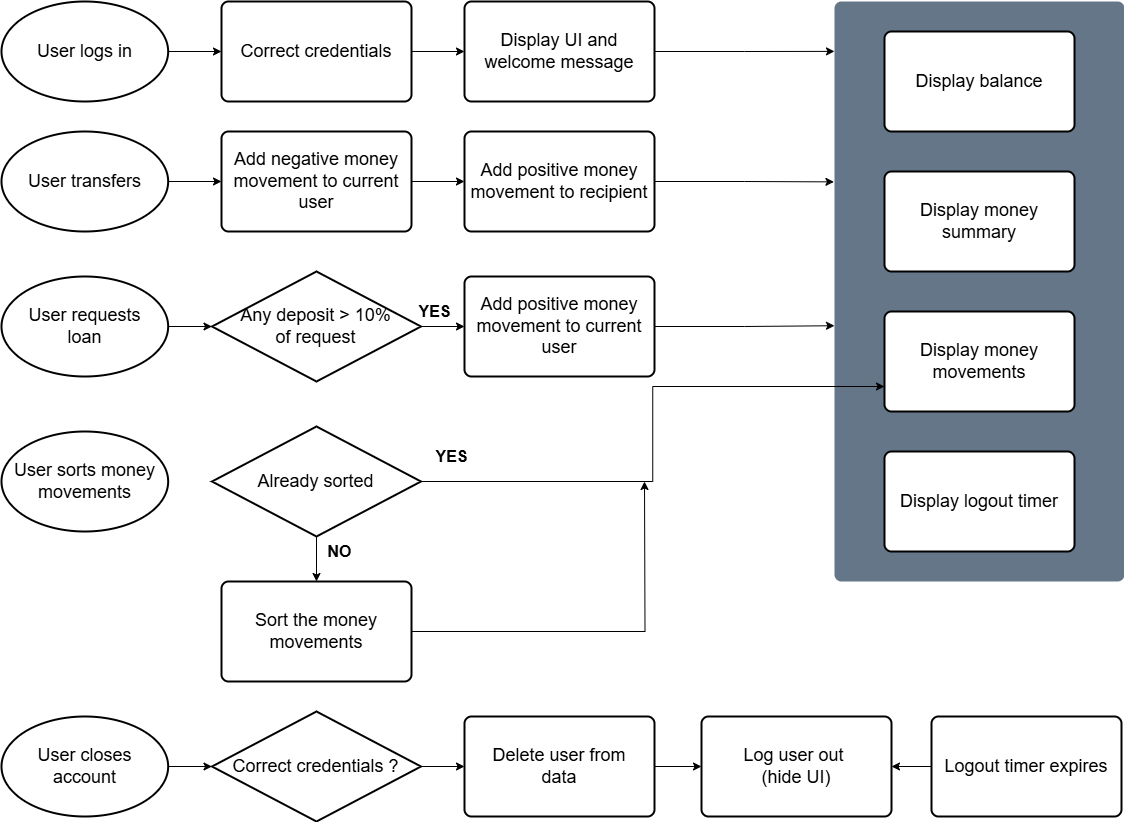 User logs in
Correct credentials
Display UI and
welcome message
Display balance
User transfers
Add negative money
movement to current
user
Add positive money
movement to recipient
Display money
summary
User requests
loan
Any deposit > 10%
of request
YES
Add positive money
movement to current
user
Display money
movements
User sorts money
movements
Already sorted
YES
Display logout timer
NO
Sort the money
movements
User closes
account
Correct credentials ?
Delete user from
data
Log user out
(hide UI)
Logout timer expires